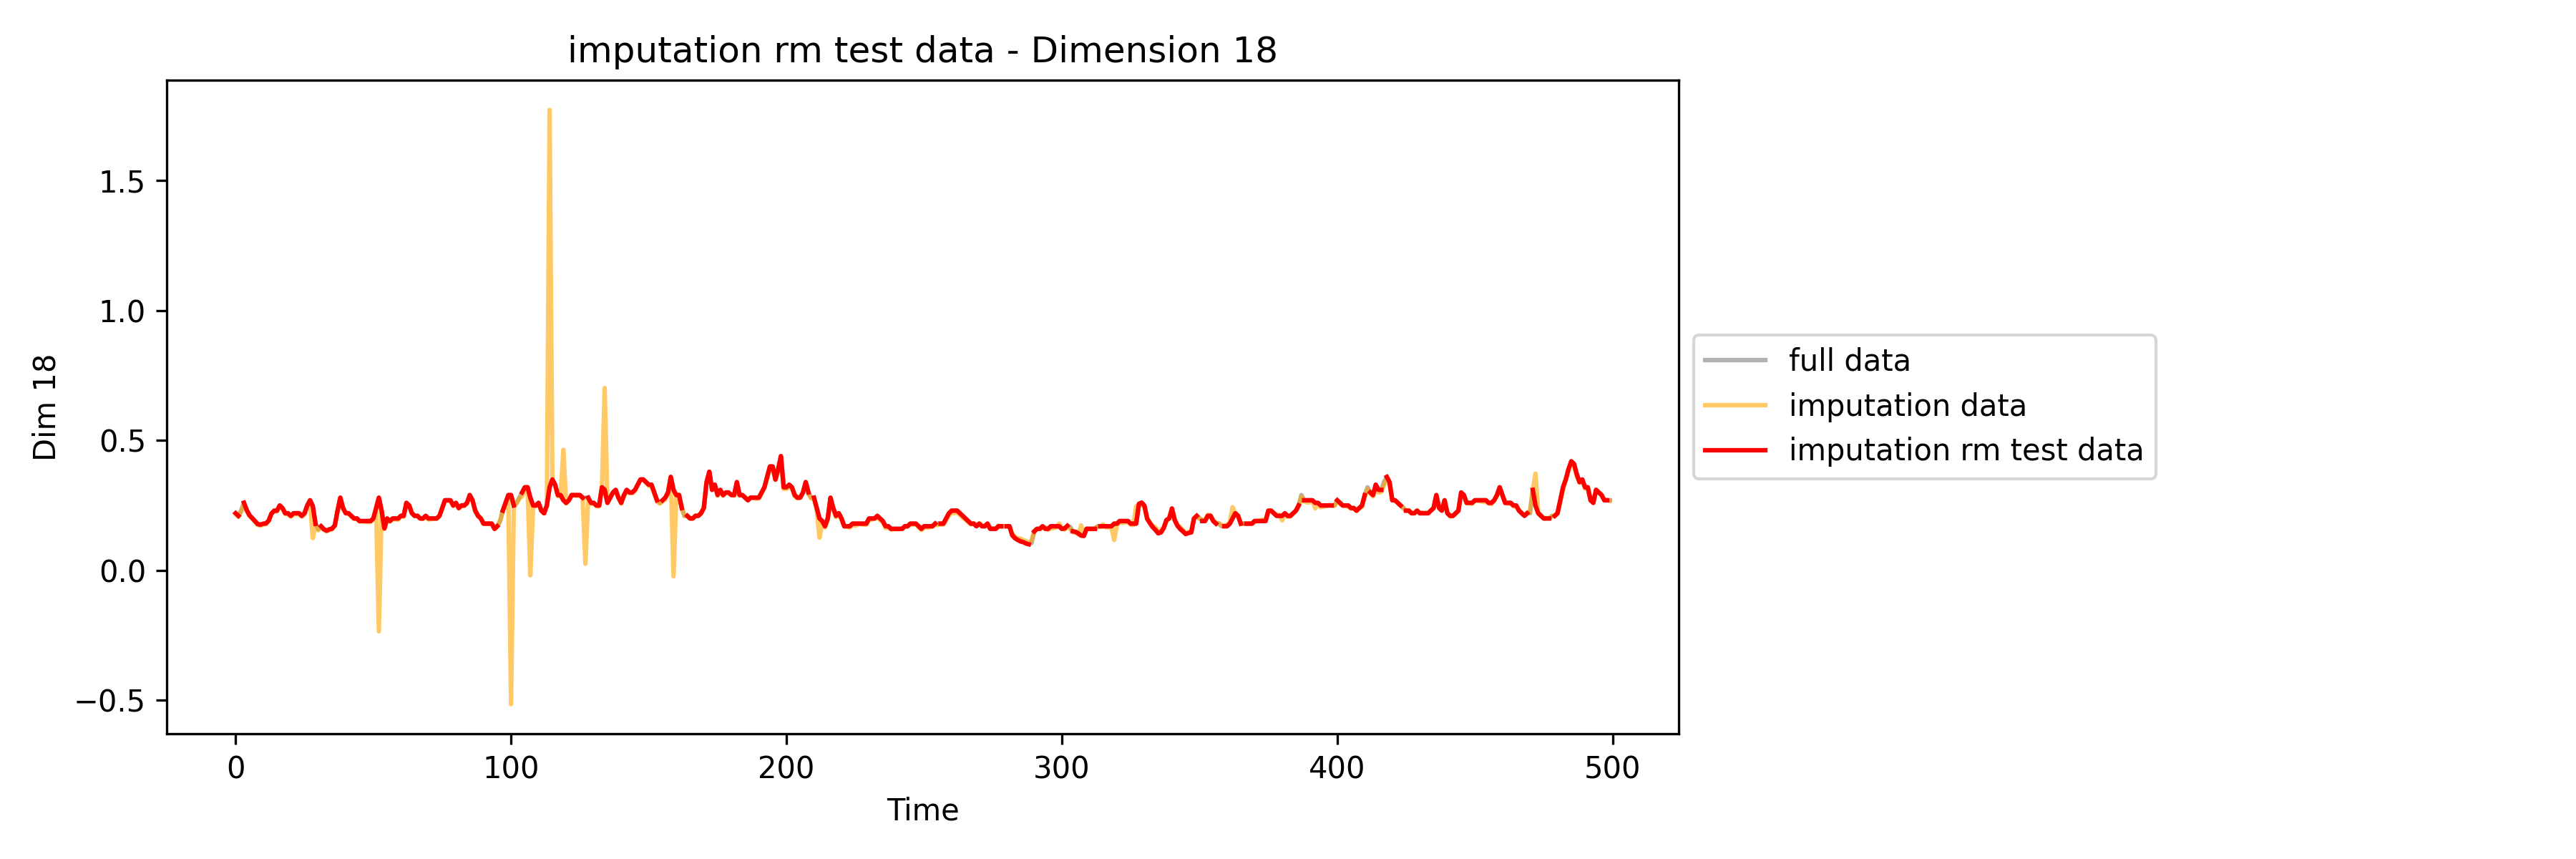 imputation rm test data - Dimension 18
Dim 18
1.5
1.0
0.5
0.0
−0.5
0 100 200 300 400 500
Time
full data
imputation data
imputation rm test data